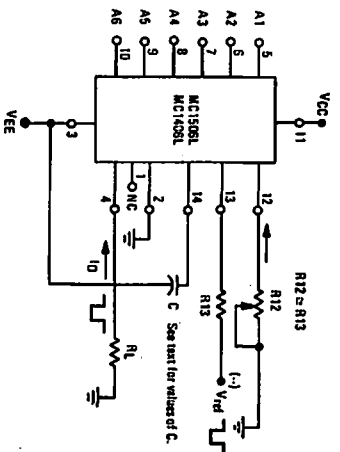 A6 A5 A4 A3 A2 A1
10 9 8 7 6 5
VEE
3
MC1506L
MC1406L
11
VCC
4 1 2 14 13 12
NC
IO
C
See text for values of C.
R13
R12
R12 ≃ R13
RL
(--)
Vref